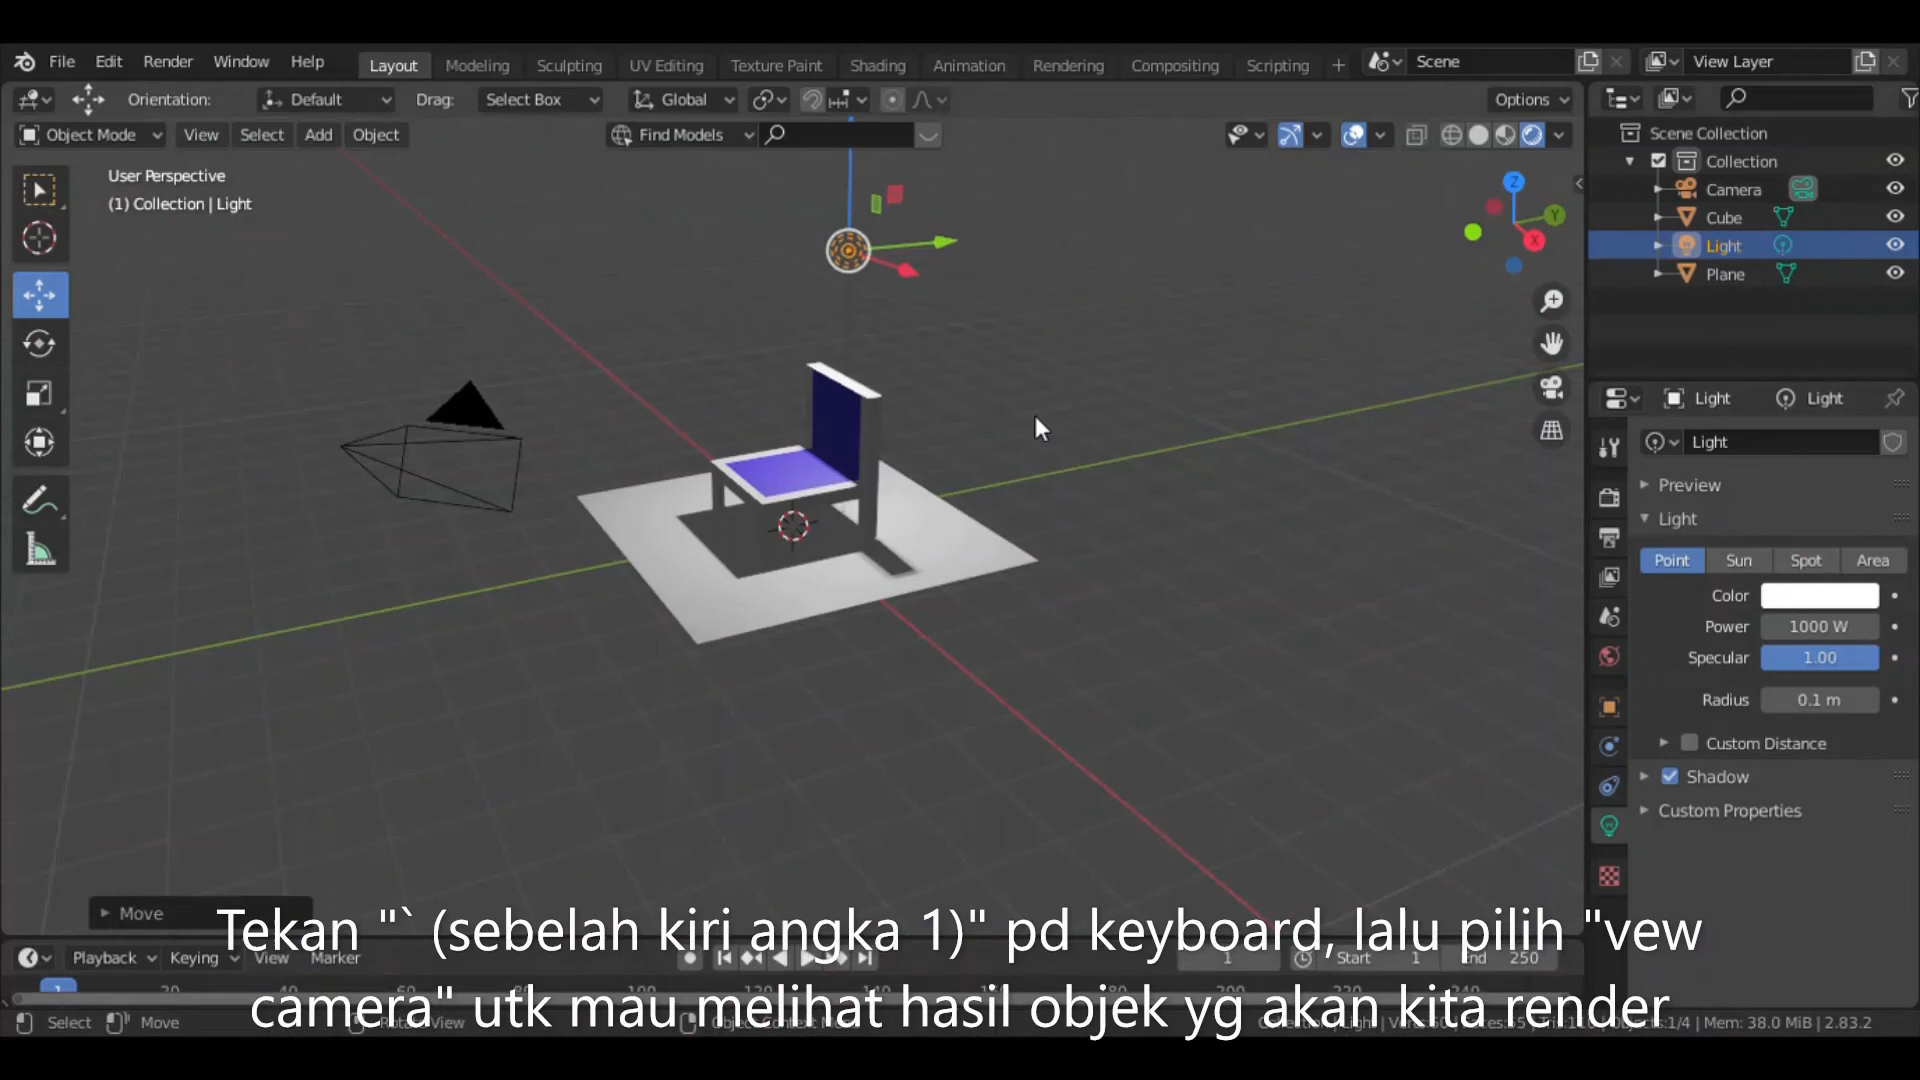 File Edit Render Window Help Layout Modeling Sculpting UV Editing Texture Paint Shading Animation Rendering Compositing Scripting + Scene View Layer
Orientation: Default Drag: Select Box Global Options
Object Mode View Select Add Object Find Models
User Perspective
(1) Collection | Light
Z
Y
X
Scene Collection
Collection
Camera
Cube
Light
Plane
Light Light
Light
Preview
Light
Point Sun Spot Area
Color
Power 1000 W
Specular 1.00
Radius 0.1 m
Custom Distance
Shadow
Custom Properties
Move
Tekan "` (sebelah kiri angka 1)" pd keyboard, lalu pilih "vew
camera" utk mau melihat hasil objek yg akan kita render
Playback Keying View Marker 1 Start 1 End 250
1
Select Move
1/4 | Mem: 38.0 MiB | 2.83.2